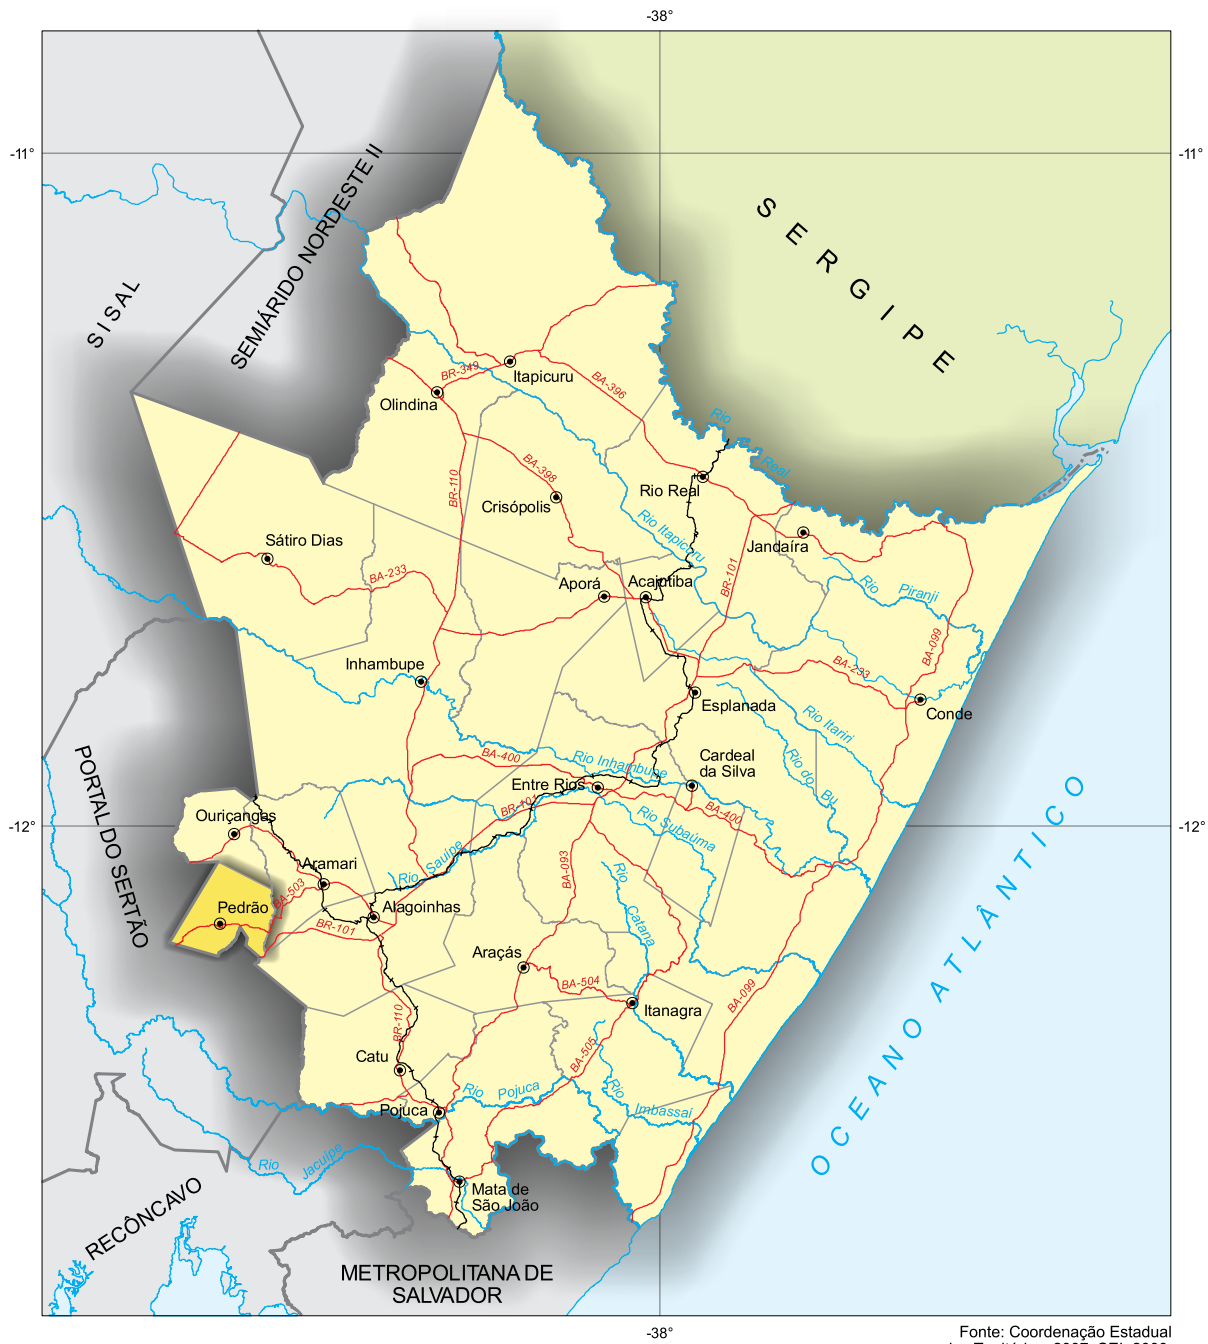 -38°
-11°
-11°
SERGIPE
SEMIÁRIDO NORDESTE II
SISAL
BR-349
Itapicuru
BA-396
Olindina
Rio
Real
BA-398
BR-110
Rio Real
Crisópolis
Rio Itapicuru
Jandaíra
Sátiro Dias
BA-233
Aporá
Acajutiba
BR-101
Rio
Piranji
BA-099
Inhambupe
BA-233
Esplanada
Conde
Rio Itariri
PORTAL DO SERTÃO
BA-400
Rio Inhambupe
Cardeal
da Silva
Rio do Bu
Entre Rios
BR-101
BA-400
Rio Subaúma
OCEANO ATLÂNTICO
-12°
-12°
Ouriçangas
Aramari
Rio Sauípe
BA-093
Rio
Catana
BA-503
Pedrão
Alagoinhas
BR-101
Araçás
BA-504
Itanagra
BA-099
BR-110
BA-505
Catu
Rio Pojuca
Rio
Imbassaí
Pojuca
Rio Jacuípe
Mata de
São João
RECÔNCAVO
METROPOLITANA DE
SALVADOR
-38°
Fonte: Coordenação Estadual